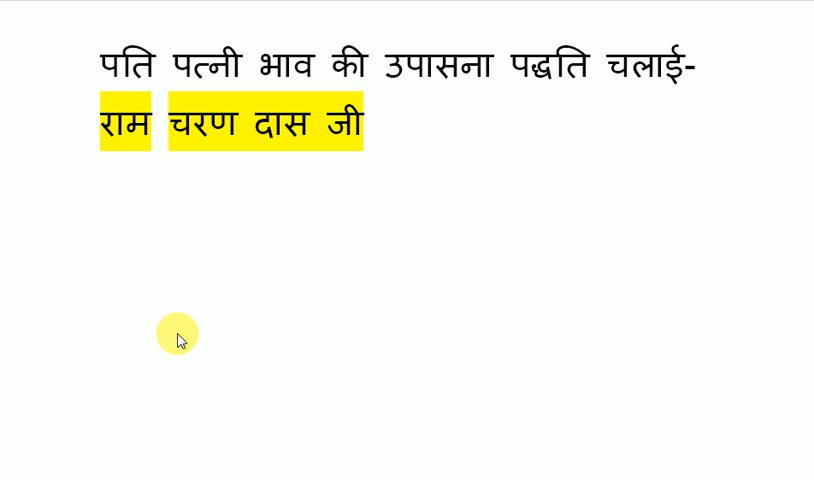 पति पत्नी भाव की उपासना पद्धति चलाई-
राम चरण दास जी